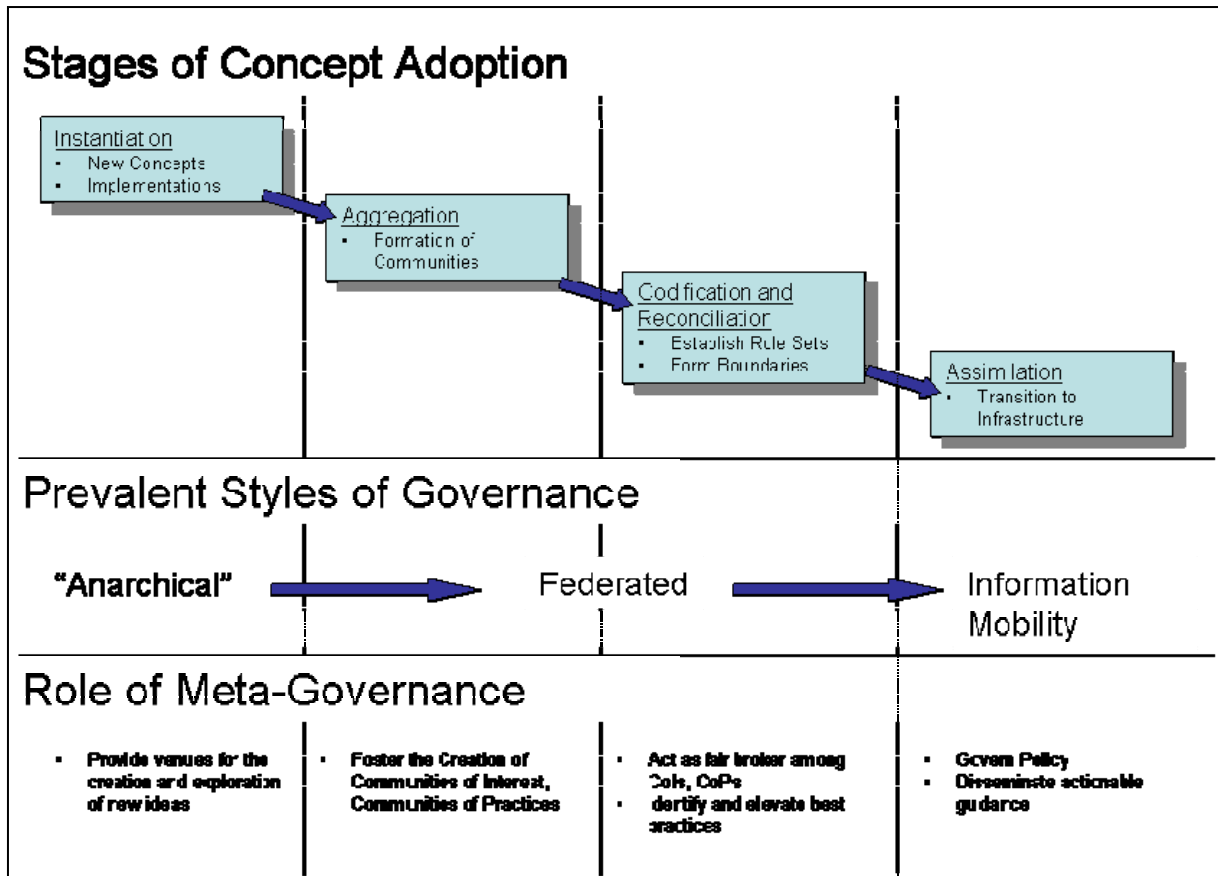 Stages of Concept Adoption
Instantiation
▪ New Concepts
▪ Implementations
Aggregation
▪ Formation of
Communities
Codification and
Reconciliation
▪ Establish Rule Sets
▪ Form Boundaries
Assimilation
▪ Transition to
Infrastructure
Prevalent Styles of Governance
“Anarchical”
Federated
Information
Mobility
Role of Meta-Governance
▪ Provide venues for the
creation and exploration
of new ideas
▪ Foster the Creation of
Communities of Interest,
Communities of Practices
▪ Act as fair broker among
CoIs, CoPs
▪ Identify and elevate best
practices
▪ Govern Policy
▪ Disseminate actionable
guidance